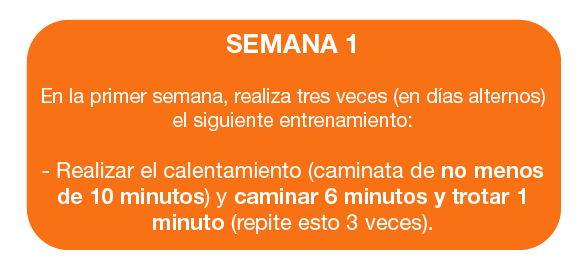 SEMANA 1
En la primer semana, realiza tres veces (en días alternos)
el siguiente entrenamiento:
- Realizar el calentamiento (caminata de no menos
de 10 minutos) y caminar 6 minutos y trotar 1
minuto (repite esto 3 veces).